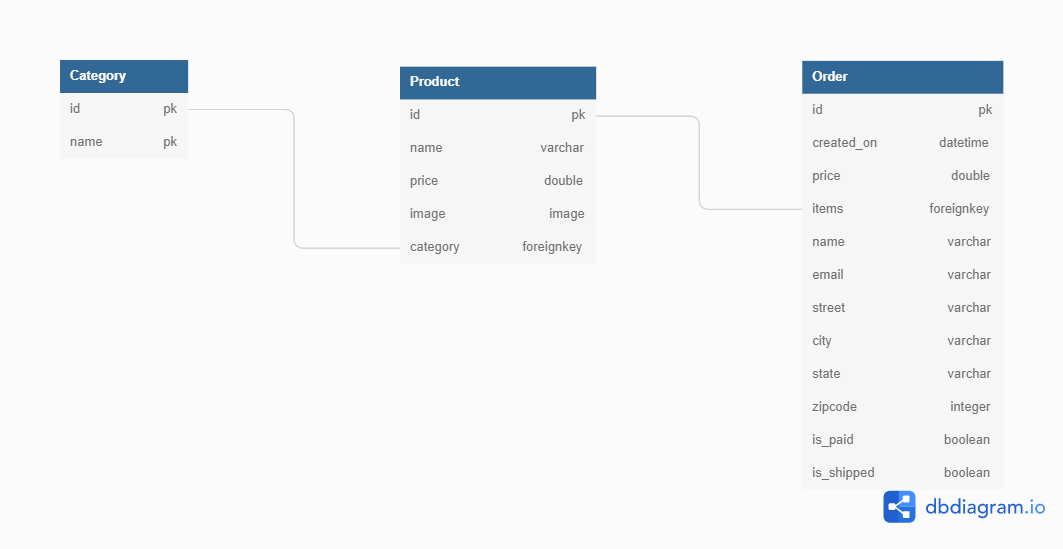 Category
id pk
name pk
Product
id pk
name varchar
price double
image image
category foreignkey
Order
id pk
created_on datetime
price double
items foreignkey
name varchar
email varchar
street varchar
city varchar
state varchar
zipcode integer
is_paid boolean
is_shipped boolean
dbdiagram.io